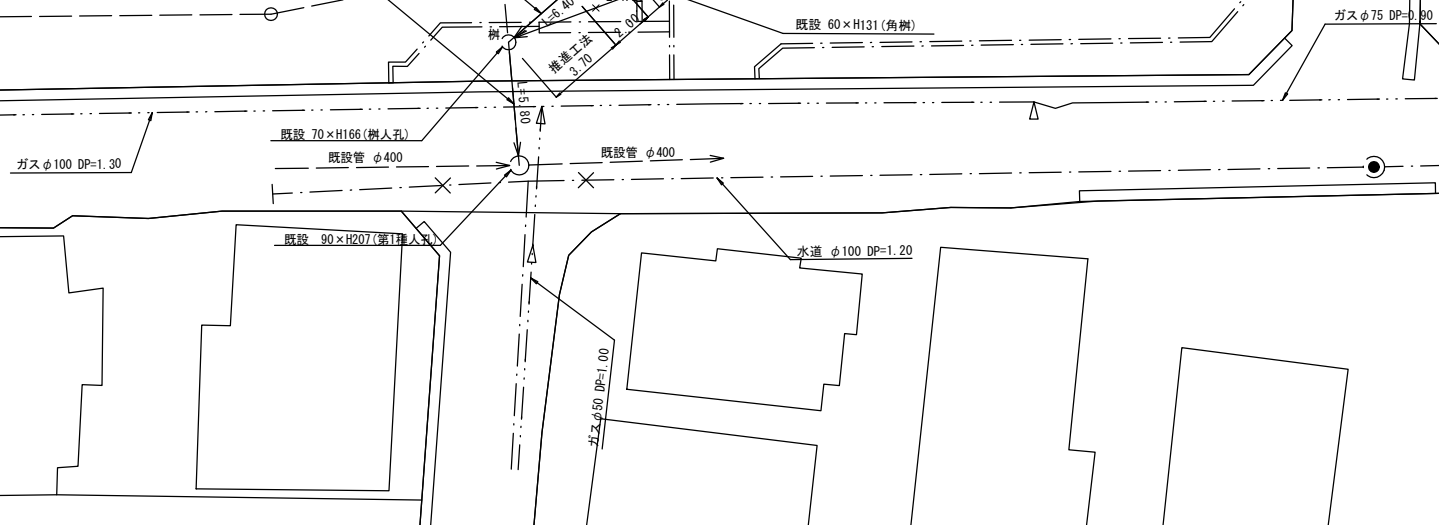 既設 60×H131(角桝)
ガスφ75 DP=0.90
桝
L=6.40
2.00
推進工法
3.70
L=5.80
既設 70×H166(桝人孔)
ガスφ100 DP=1.30
既設管 φ400
既設管 φ400
既設 90×H207(第1種人孔)
水道 φ100 DP=1.20
ガスφ50 DP=1.00